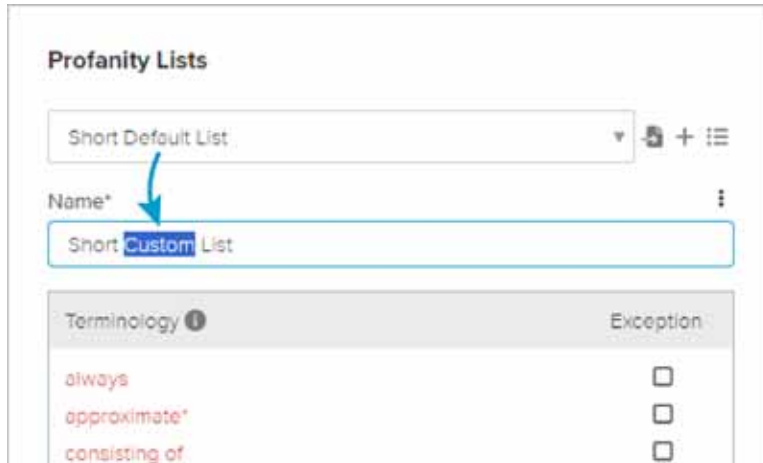 Profanity Lists
Short Default List
Name*
Short Custom List
Terminology Exception
always
approximate*
consisting of